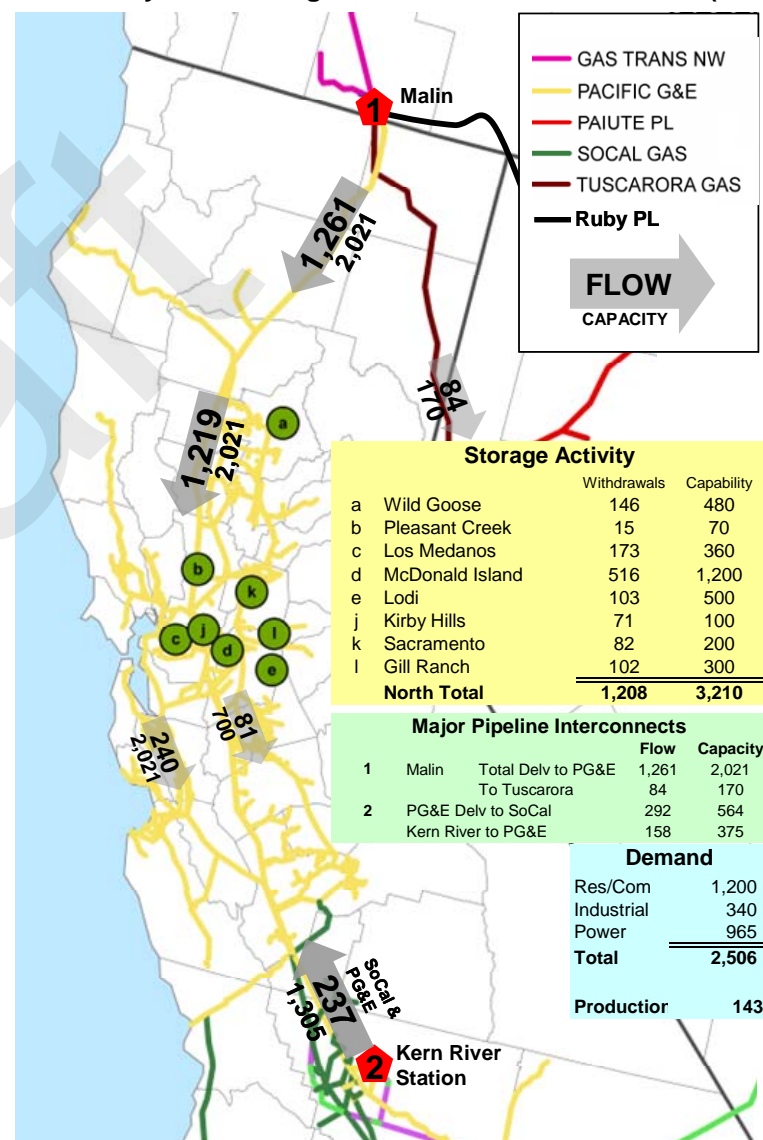 GAS TRANS NW
PACIFIC G&E
PAIUTE PL
SOCAL GAS
TUSCARORA GAS
Ruby PL
FLOW
CAPACITY
1
Malin
1,261
2,021
84
170
1,219
2,021
a
b
k
j
c
l
d
e
81
700
240
2,021
Storage Activity
Withdrawals Capability
a Wild Goose 146 480
b Pleasant Creek 15 70
c Los Medanos 173 360
d McDonald Island 516 1,200
e Lodi 103 500
j Kirby Hills 71 100
k Sacramento 82 200
l Gill Ranch 102 300
North Total 1,208 3,210
Major Pipeline Interconnects
Flow Capacity
1 Malin Total Delv to PG&E 1,261 2,021
To Tuscarora 84 170
2 PG&E Delv to SoCal 292 564
Kern River to PG&E 158 375
Demand
Res/Com 1,200
Industrial 340
Power 965
Total 2,506
Production 143
SoCal &
PG&E
237
1,305
2
Kern River
Station